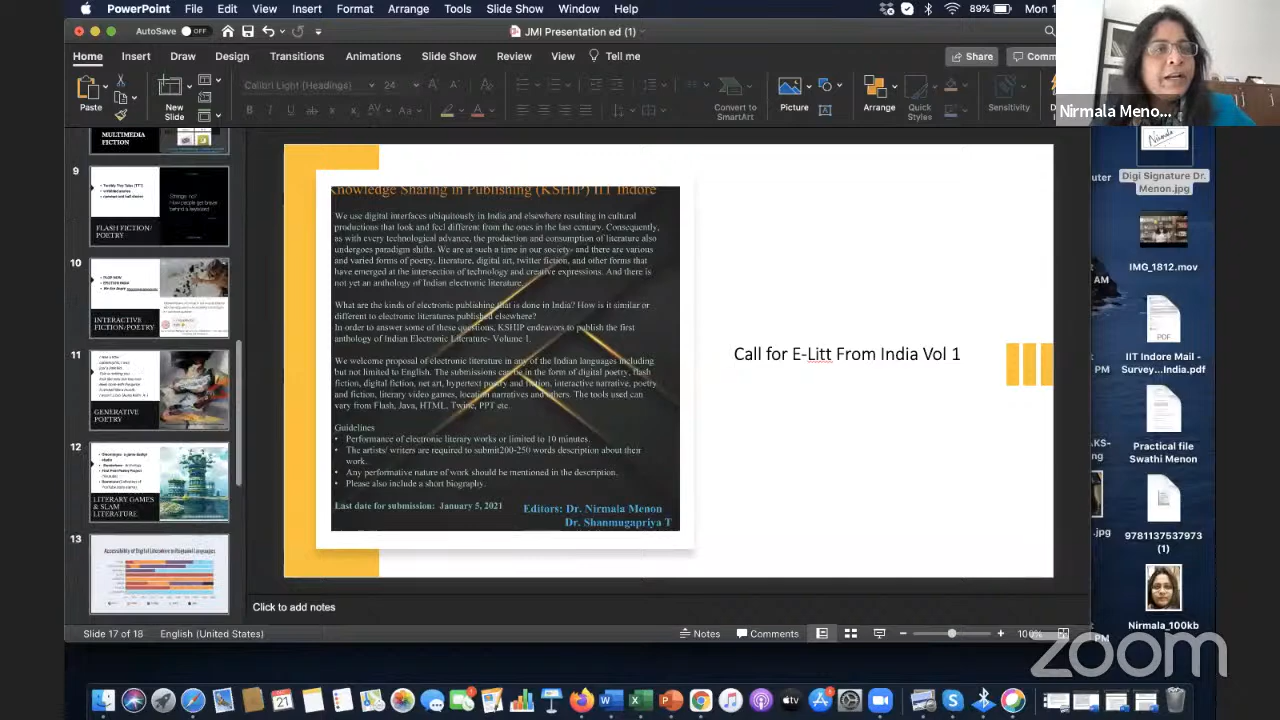 PowerPoint File Edit View Insert Format Arrange Tools Slide Show Window Help 89% Mon 1
AutoSave OFF JMI Presentation ed (1)
Home Insert Draw Design Transitions Animations Slide Show Review View Tell me Share Comm
Calibri Light (Headings) 24
Paste New Slide Convert to SmartArt Picture Arrange Quick Styles Sensitivity
Nirmala Meno...
MULTIMEDIA
FICTION
9
FLASH FICTION/
POETRY
10
INTERACTIVE
FICTION/POETRY
11
GENERATIVE
POETRY
12
LITERARY GAMES
& SLAM
LITERATURE
13
Knowledge Sharing in Publishing (KSHIP) IIT Indore
We use digital interfaces ubiquitously in India and elsewhere resulting in cultural
productions that look and feel different from the ones in the last century. Consequently,
as with every technological advance, the production and consumption of literature also
undergoes paradigm shifts. We are at such a time in our society- and there are various
and varied forms of poetry, literature, digital art, twitter fiction, and other forms that
have emerged at the intersection of technology and creative expressions. And there is
not yet an anthology of Indian electronic literature.
What are the kinds of electronic publishing that is done in India? How is it similar or
different to electronic literatures published elsewhere?
In order to answer some of these questions, KSHIP endeavors to publish the first
anthology of Indian Electronic Literature- Volume 1.
We welcome proposal of electronic literature in any of the Indian languages including
but not limited to English. The submissions can be in the form of digital poetry, flash
fiction, digital fiction, net art, hypertext poetry and fiction, interactive narrative, poetry
and fiction, literary video games, location narratives and others. The tools used can
vary from Flash, Java, HTML, Twine, PPT etc.
Guidelines
• Performance of electronic literary works or limited to 10 minutes.
• The artists/ writers are required to submit200-250 words description about their
work.
• Any performative nature of work should be mentioned in the description.
• Please also include a short biography.
Last date for submission: January 5, 2021
Editors: Dr. Nirmala Menon
Dr. Shanmugapriya T
Call for E Lit From India Vol 1
Click to add notes
Slide 17 of 18 English (United States) Notes Comments
Digi Signature Dr.
Menon.jpg
IMG_1812.mov
PDF
IIT Indore Mail -
Survey...India.pdf
Practical file
Swathi Menon
9781137537973
(1)
Nirmala_100kb
zoom